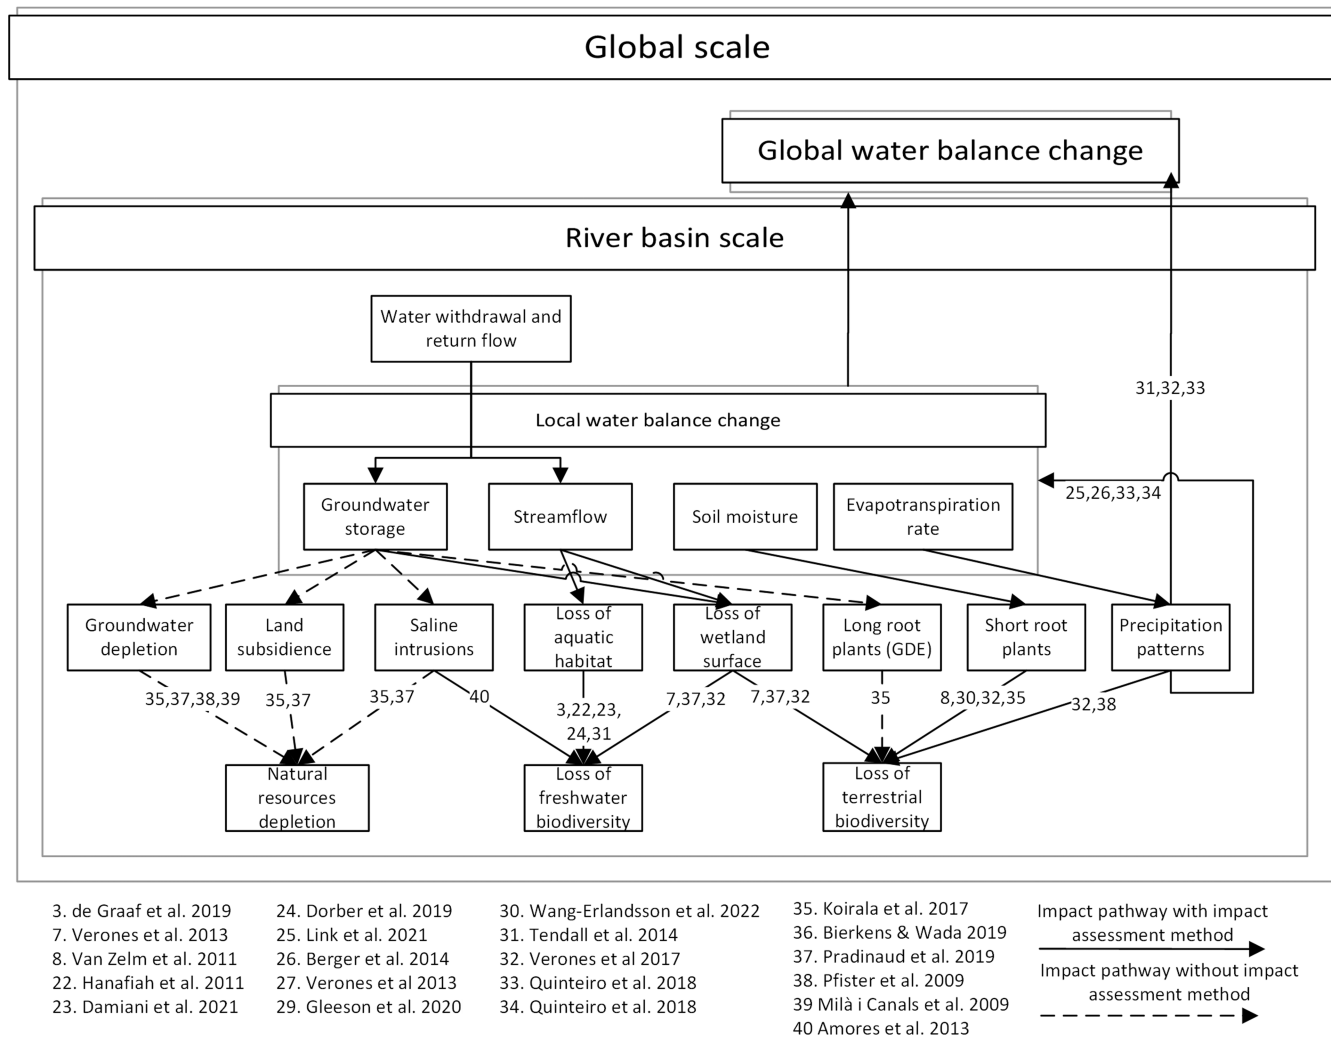 Global scale
Global water balance change
River basin scale
Water withdrawal and
return flow
31,32,33
Local water balance change
25,26,33,34
Groundwater
storage
Streamflow
Soil moisture
Evapotranspiration
rate
Groundwater
depletion
Land
subsidience
Saline
intrusions
Loss of
aquatic
habitat
Loss of
wetland
surface
Long root
plants (GDE)
Short root
plants
Precipitation
patterns
35,37,38,39
35,37
35,37
40
3,22,23,
24,31
7,37,32
7,37,32
35
8,30,32,35
32,38
Natural
resources
depletion
Loss of
freshwater
biodiversity
Loss of
terrestrial
biodiversity
3. de Graaf et al. 2019
7. Verones et al. 2013
8. Van Zelm et al. 2011
22. Hanafiah et al. 2011
23. Damiani et al. 2021
24. Dorber et al. 2019
25. Link et al. 2021
26. Berger et al. 2014
27. Verones et al 2013
29. Gleeson et al. 2020
30. Wang-Erlandsson et al. 2022
31. Tendall et al. 2014
32. Verones et al 2017
33. Quinteiro et al. 2018
34. Quinteiro et al. 2018
35. Koirala et al. 2017
36. Bierkens & Wada 2019
37. Pradinaud et al. 2019
38. Pfister et al. 2009
39 Milà i Canals et al. 2009
40 Amores et al. 2013
Impact pathway with impact
assessment method
Impact pathway without impact
assessment method